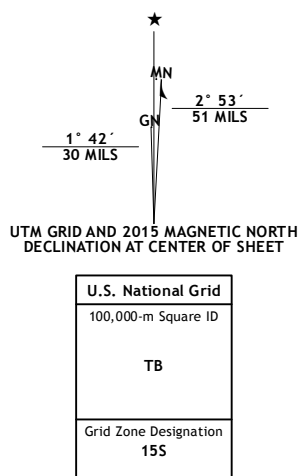 MN
GN
2° 53´
51 MILS
1° 42´
30 MILS
UTM GRID AND 2015 MAGNETIC NORTH
DECLINATION AT CENTER OF SHEET
U.S. National Grid
100,000-m Square ID
TB
Grid Zone Designation
15S